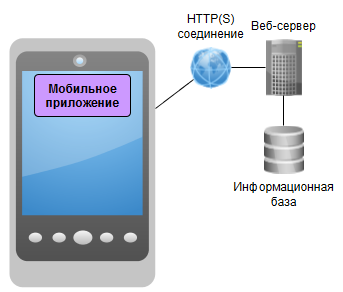 HTTP(S)
соединение
Веб-сервер
Мобильное
приложение
Информационная
база